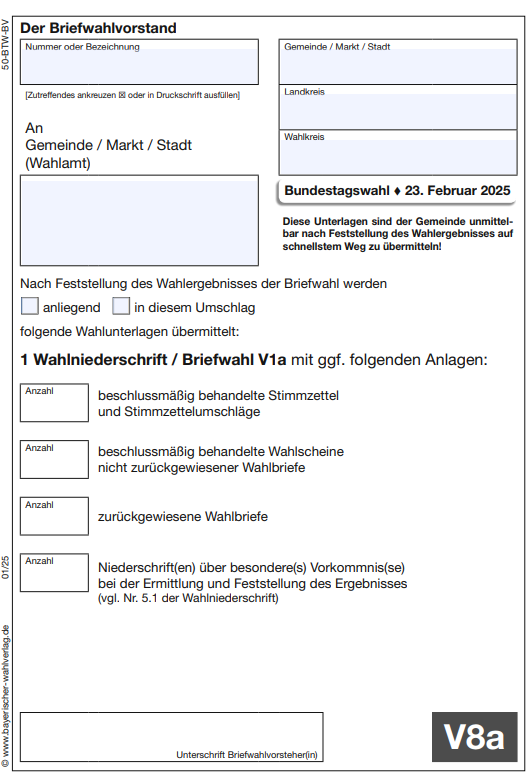 Der Briefwahlvorstand
Nummer oder Bezeichnung
[Zutreffendes ankreuzen ☒ oder in Druckschrift ausfüllen]
An
Gemeinde / Markt / Stadt
(Wahlamt)
Gemeinde / Markt / Stadt
Landkreis
Wahlkreis
Bundestagswahl ♦ 23. Februar 2025
Diese Unterlagen sind der Gemeinde unmittel-
bar nach Feststellung des Wahlergebnisses auf
schnellstem Weg zu übermitteln!
Nach Feststellung des Wahlergebnisses der Briefwahl werden
anliegend in diesem Umschlag
folgende Wahlunterlagen übermittelt:
1 Wahlniederschrift / Briefwahl V1a mit ggf. folgenden Anlagen:
Anzahl
beschlussmäßig behandelte Stimmzettel
und Stimmzettelumschläge
Anzahl
beschlussmäßig behandelte Wahlscheine
nicht zurückgewiesener Wahlbriefe
Anzahl
zurückgewiesene Wahlbriefe
Anzahl
Niederschrift(en) über besondere(s) Vorkommnis(se)
bei der Ermittlung und Feststellung des Ergebnisses
(vgl. Nr. 5.1 der Wahlniederschrift)
Unterschrift Briefwahlvorsteher(in)
V8a
50-BTW-BV
01/25
© www.bayerischer-wahlverlag.de